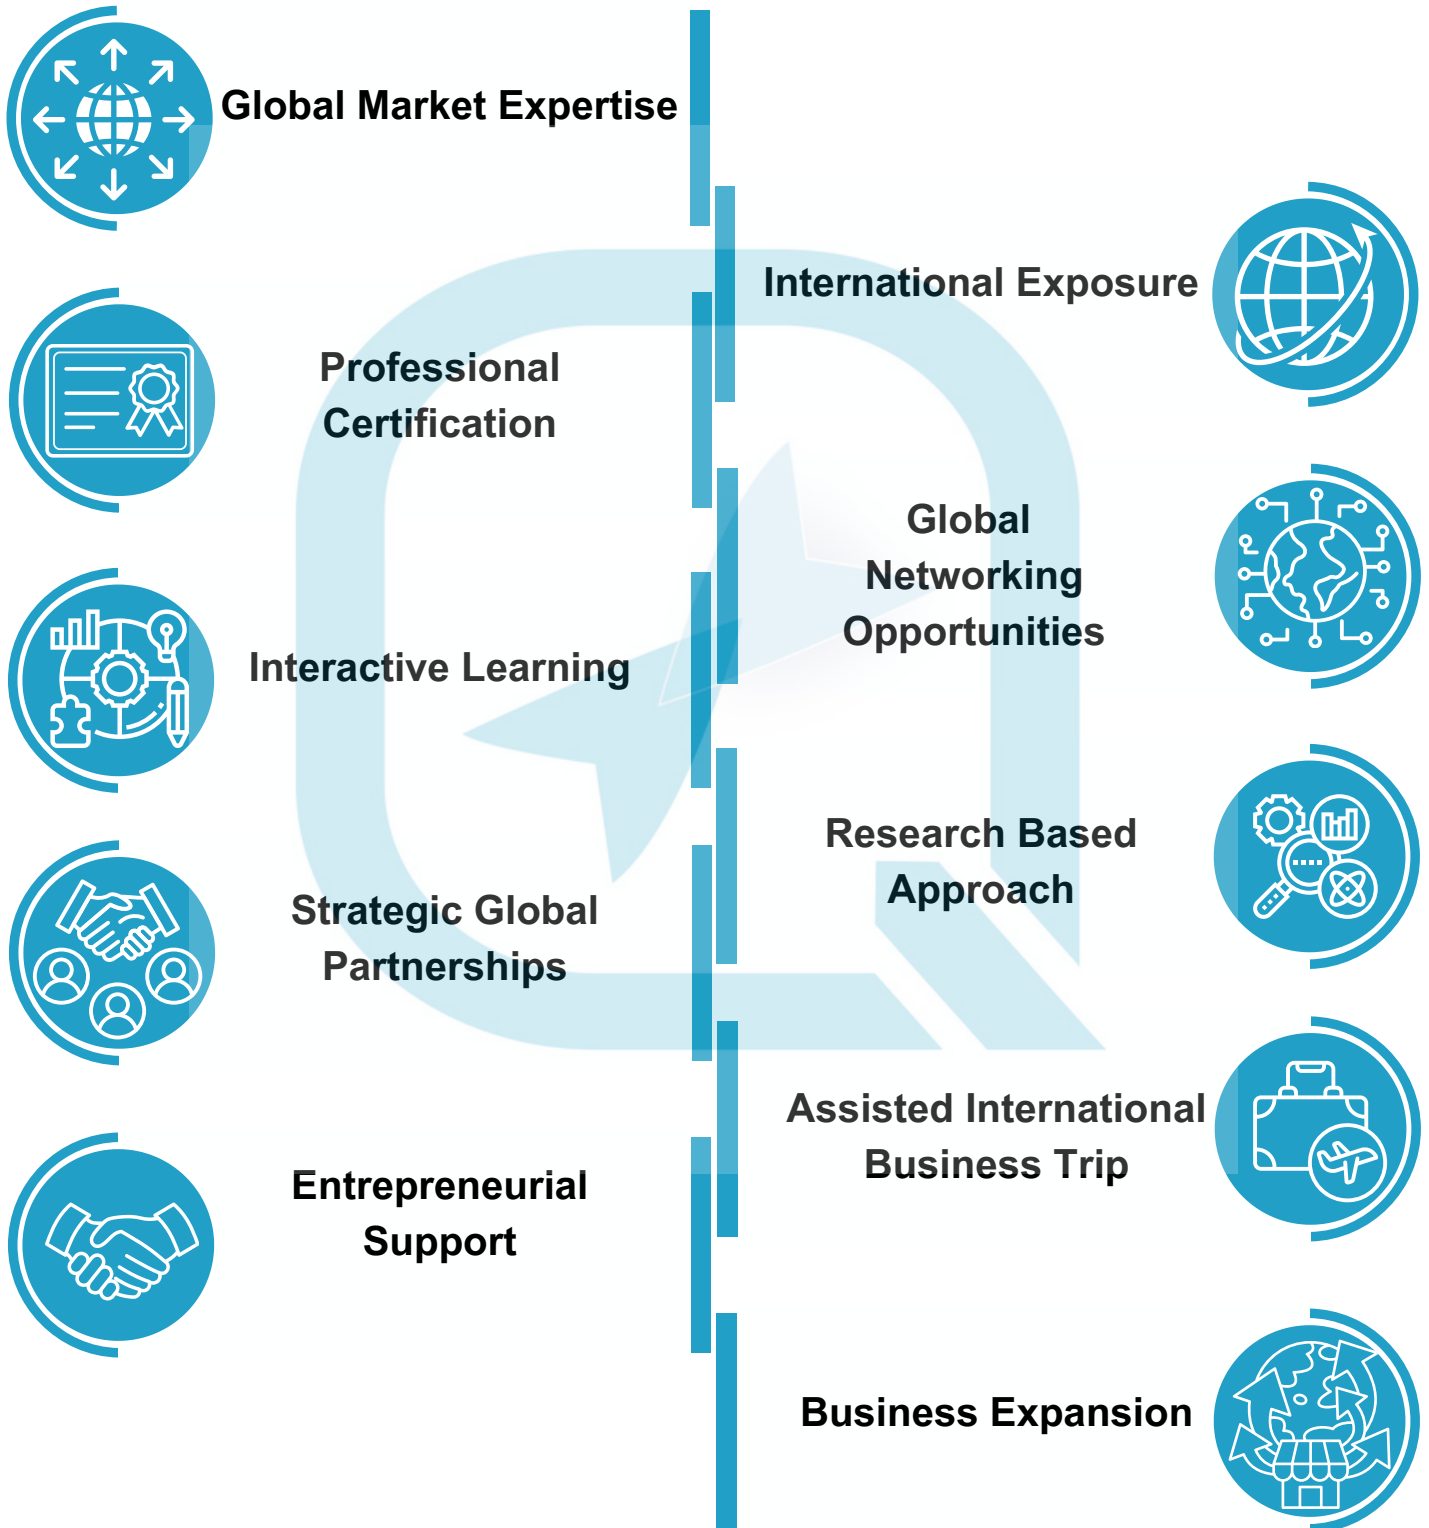 Global Market Expertise
International Exposure
Professional
Certification
Global
Networking
Opportunities
Interactive Learning
Research Based
Approach
Strategic Global
Partnerships
Assisted International
Business Trip
Entrepreneurial
Support
Business Expansion